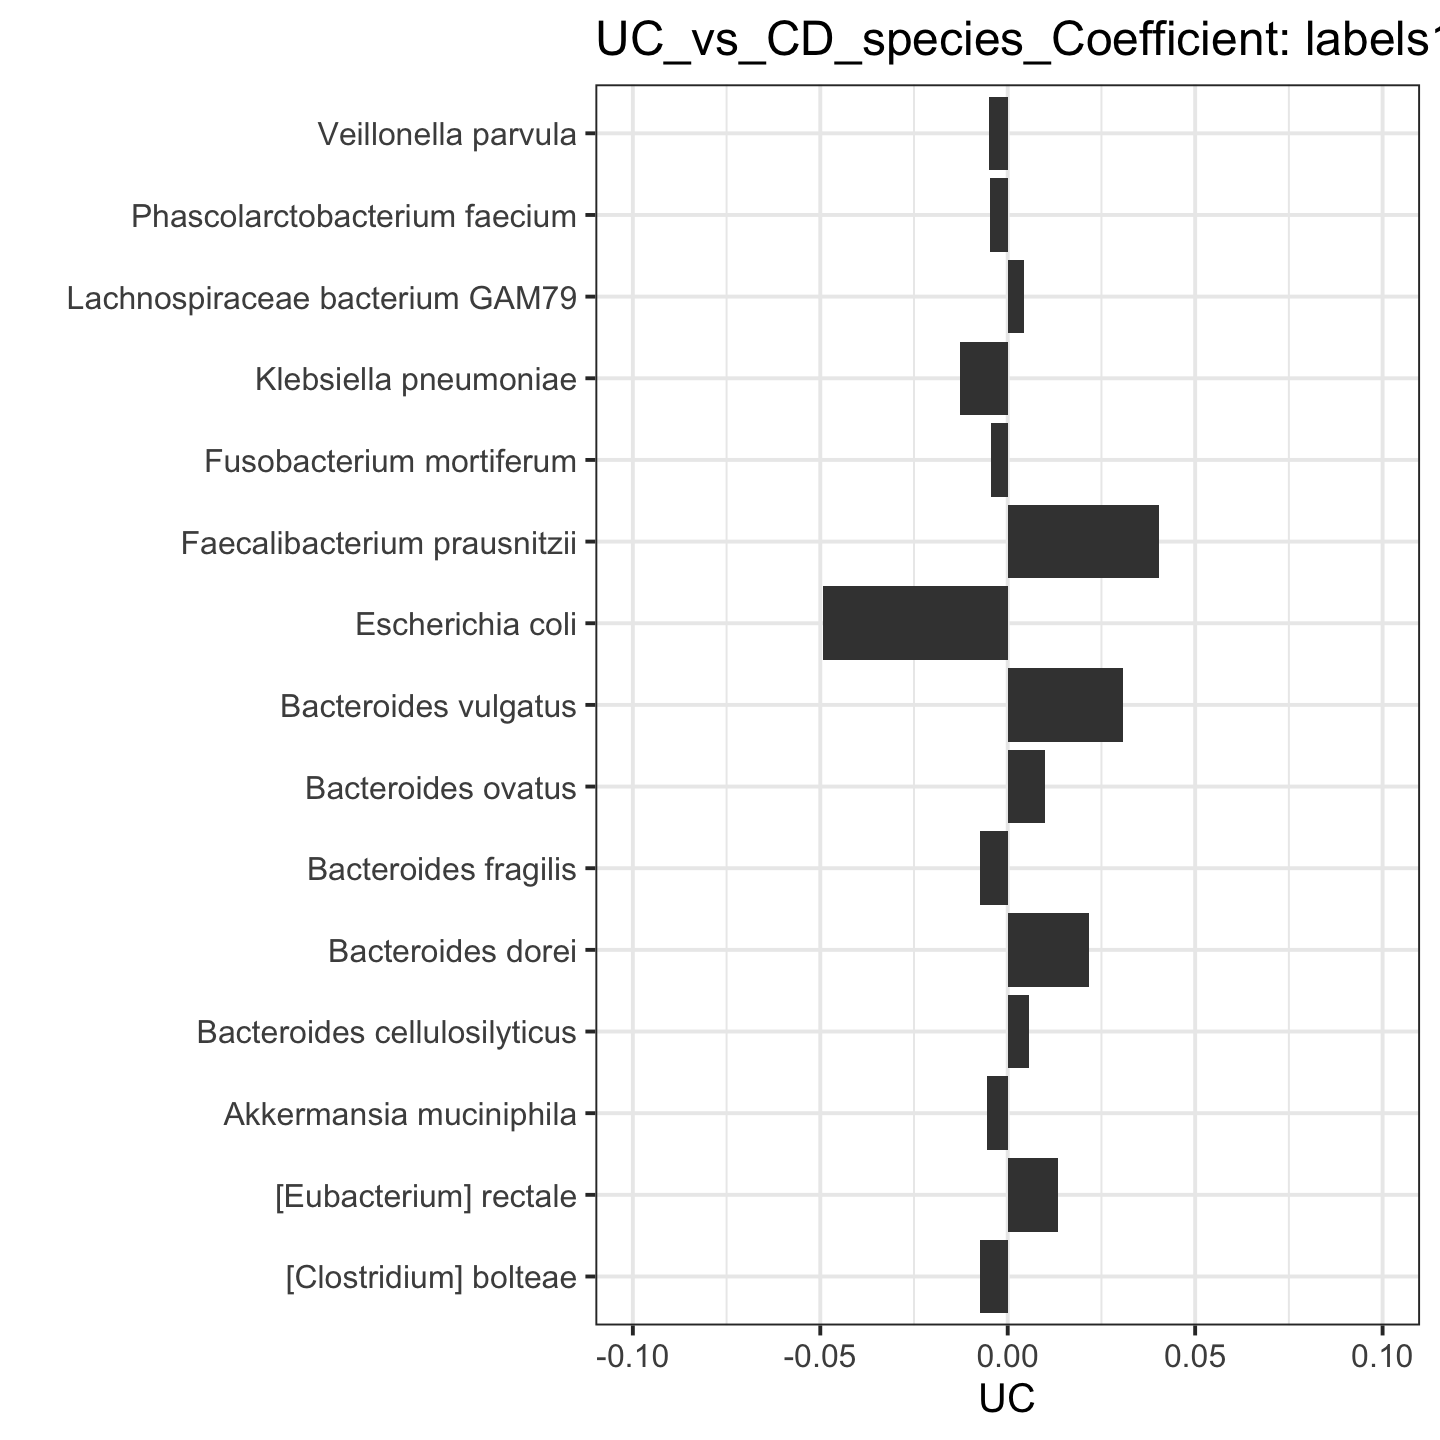 UC_vs_CD_species_Coefficient: labels
Veillonella parvula
Phascolarctobacterium faecium
Lachnospiraceae bacterium GAM79
Klebsiella pneumoniae
Fusobacterium mortiferum
Faecalibacterium prausnitzii
Escherichia coli
Bacteroides vulgatus
Bacteroides ovatus
Bacteroides fragilis
Bacteroides dorei
Bacteroides cellulosilyticus
Akkermansia muciniphila
[Eubacterium] rectale
[Clostridium] bolteae
-0.10 -0.05 0.00 0.05 0.10
UC